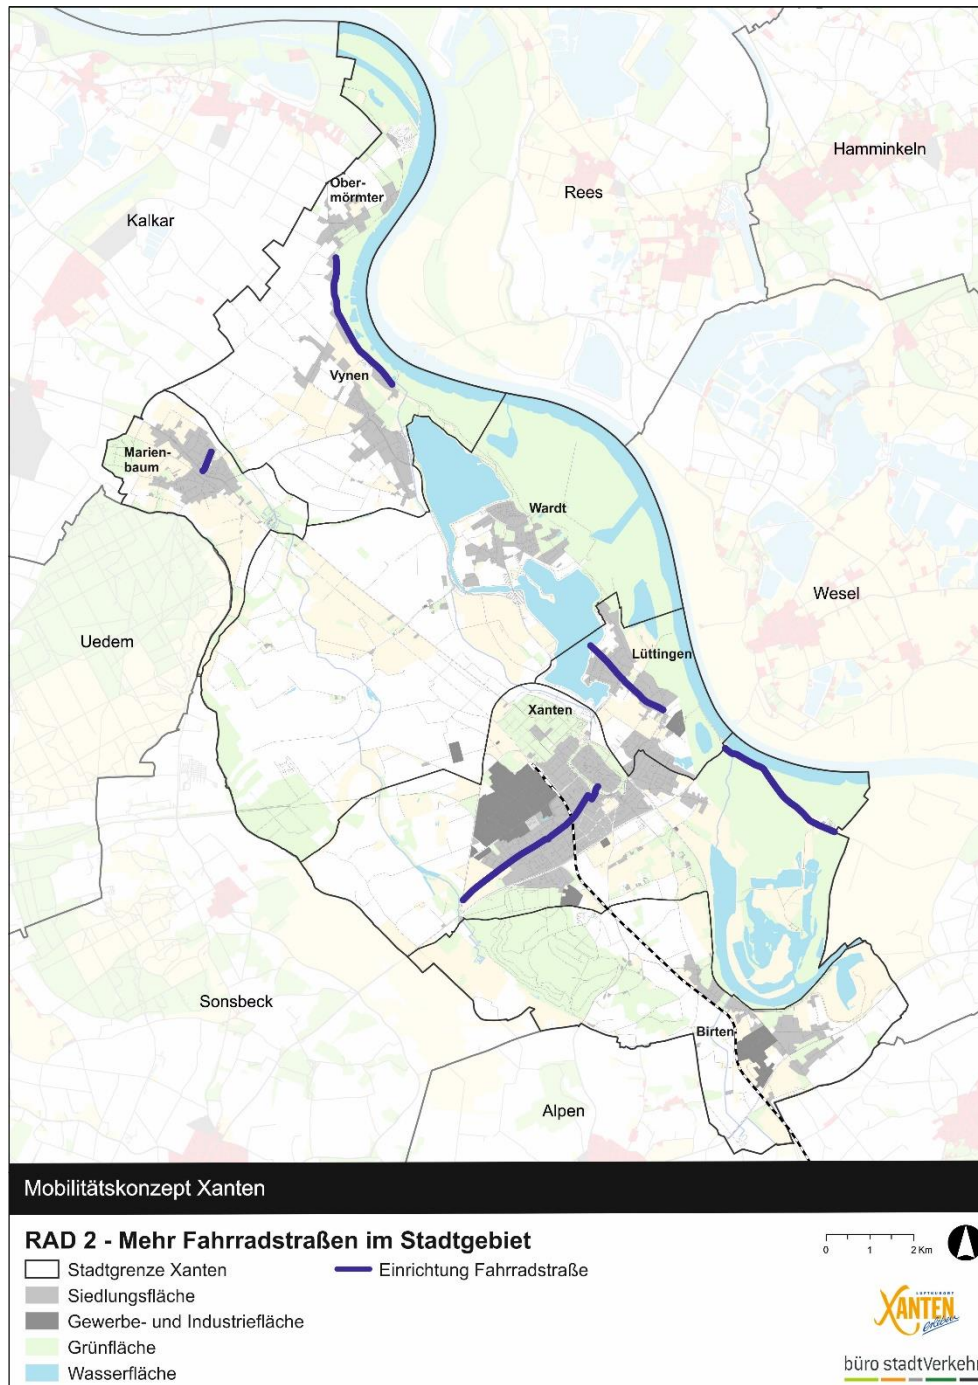 Hamminkeln
Ober-
mörmter
Rees
Kalkar
Vynen
Marien-
baum
Wardt
Wesel
Uedem
Lüttingen
Xanten
Sonsbeck
Birten
Alpen
Mobilitätskonzept Xanten
RAD 2 - Mehr Fahrradstraßen im Stadtgebiet
Stadtgrenze Xanten
Einrichtung Fahrradstraße
Siedlungsfläche
Gewerbe- und Industriefläche
Grünfläche
Wasserfläche
0 1 2 Km
LUFTKURORT
XANTEN
erleben
büro stadtVerkehr